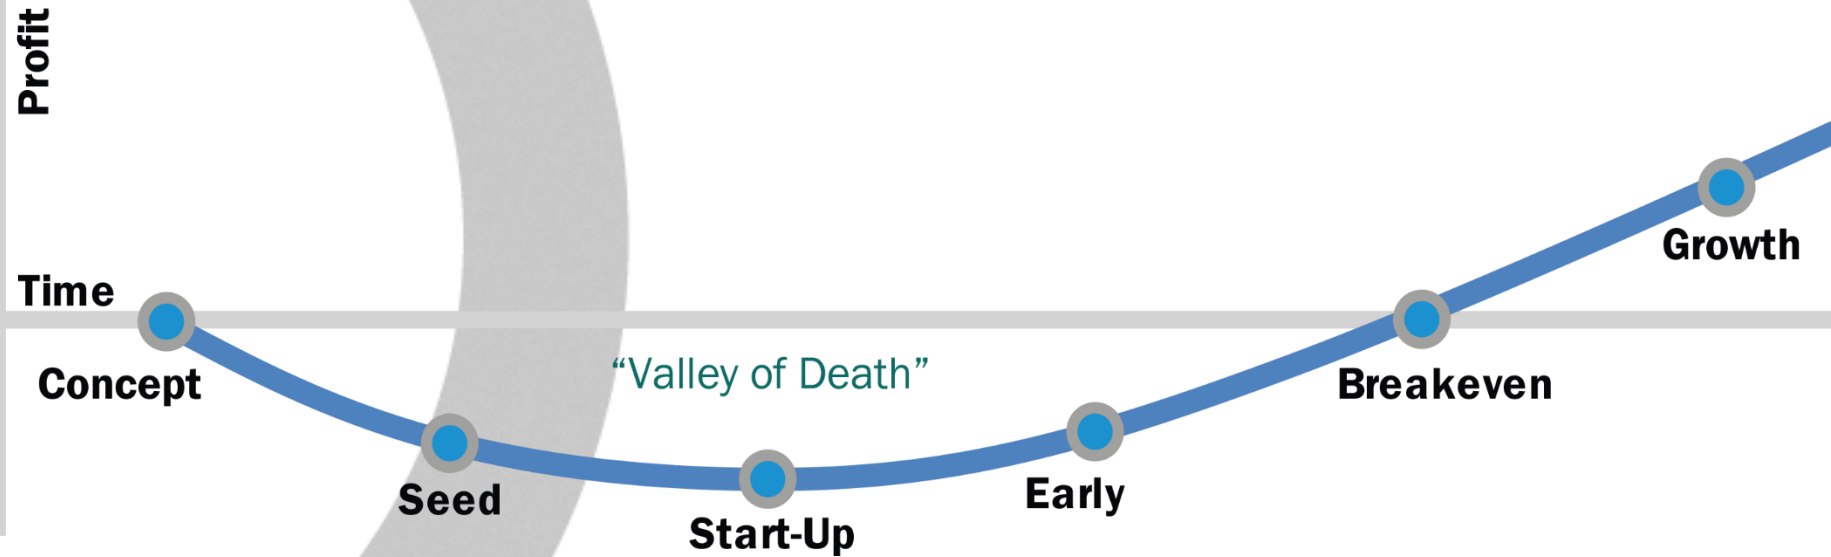 Profit
Time
Concept
Seed
"Valley of Death"
Start-Up
Early
Breakeven
Growth